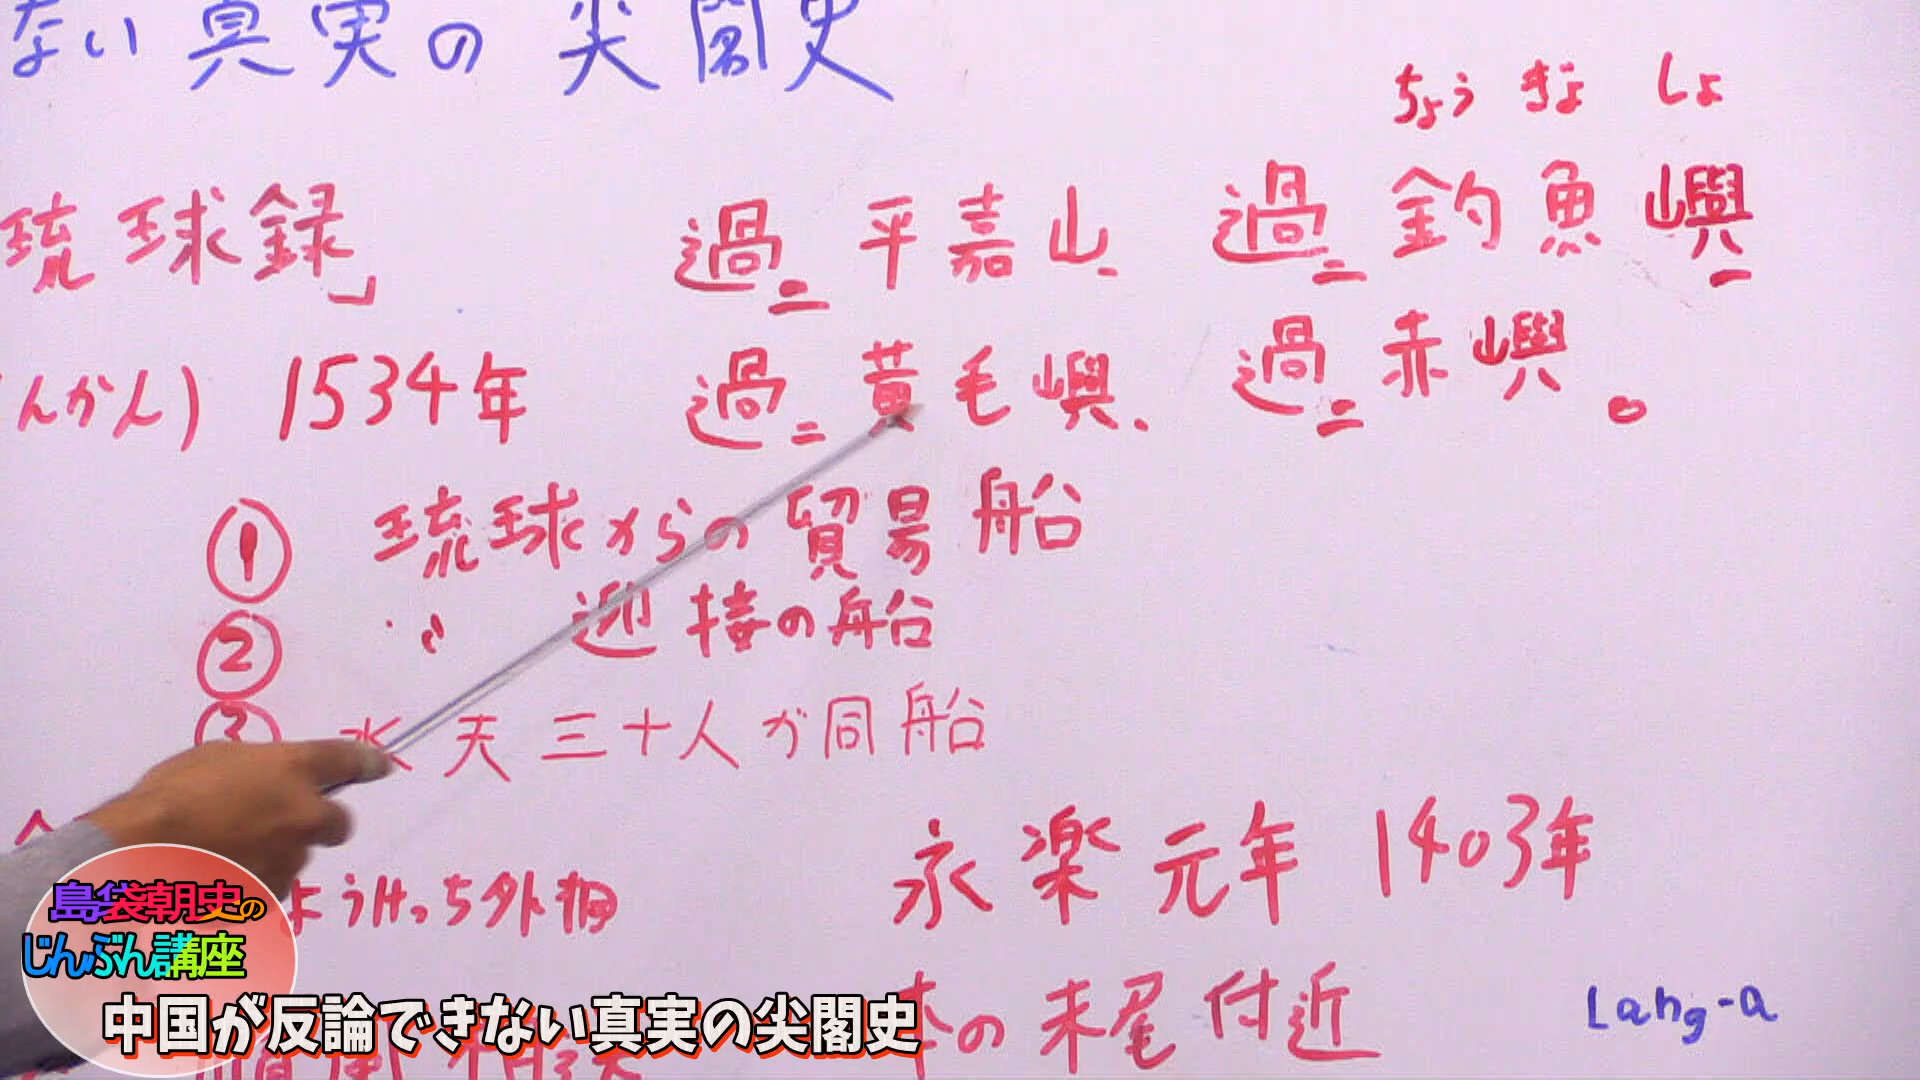 ない真実の尖閣史
ちょう ぎょ しょ
琉球録」
過二平嘉山一 過二釣魚嶼一
んかん) 1534年
過二黄毛嶼、過二赤嶼。
① 琉球からの貿易船
② 〃 迎接の船
③ 水夫三十人が同船
永楽元年 1403年
の末尾付近
Lang-a
島袋朝史の
じんぶん講座
中国が反論できない真実の尖閣史